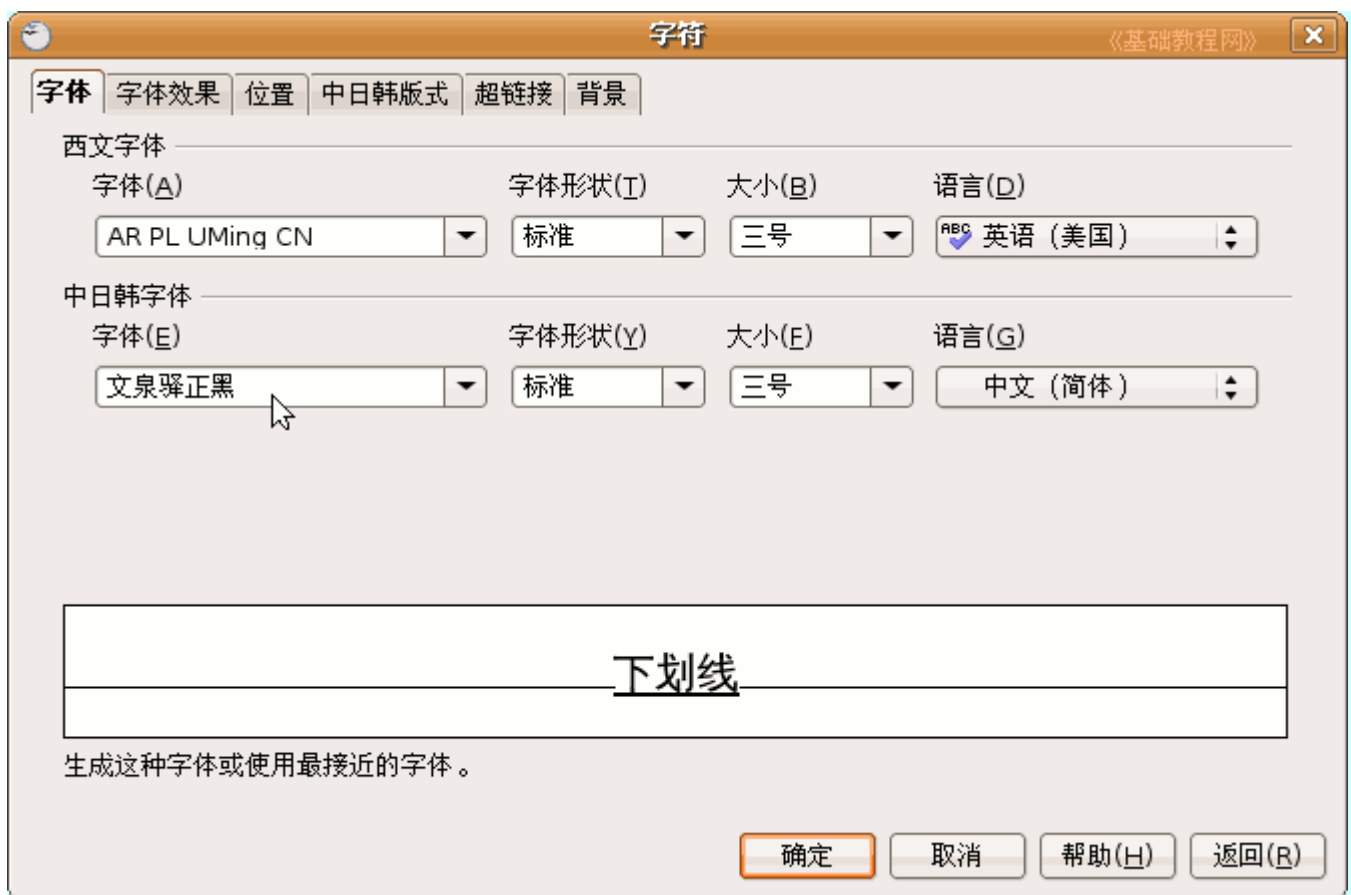 字符 《基础教程网》
字体 字体效果 位置 中日韩版式 超链接 背景
西文字体
字体(A) 字体形状(T) 大小(B) 语言(D)
AR PL UMing CN 标准 三号 ABC 英语 (美国)
中日韩字体
字体(E) 字体形状(Y) 大小(F) 语言(G)
文泉驿正黑 标准 三号 中文 (简体)
下划线
生成这种字体或使用最接近的字体。
确定 取消 帮助(H) 返回(R)